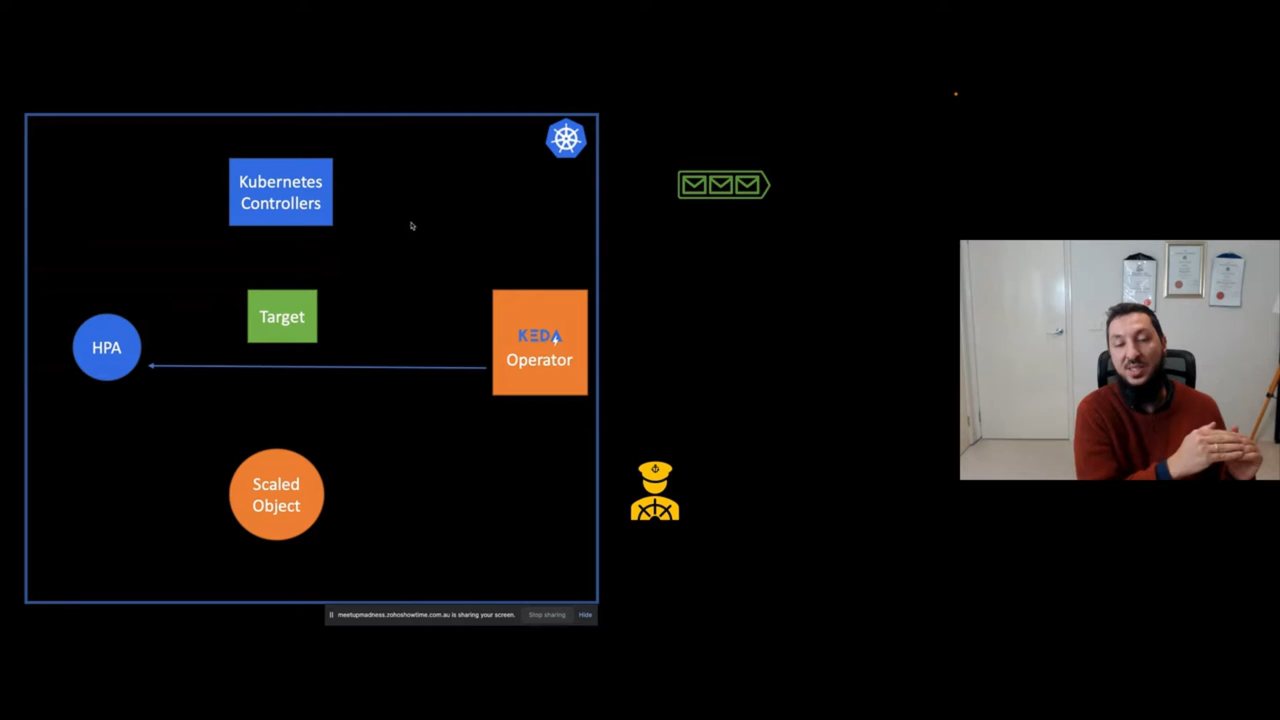 Kubernetes
Controllers
Target
HPA
KEDA
Operator
Scaled
Object
meetupmadness.zohoshowtime.com.au is sharing your screen.
Stop sharing
Hide